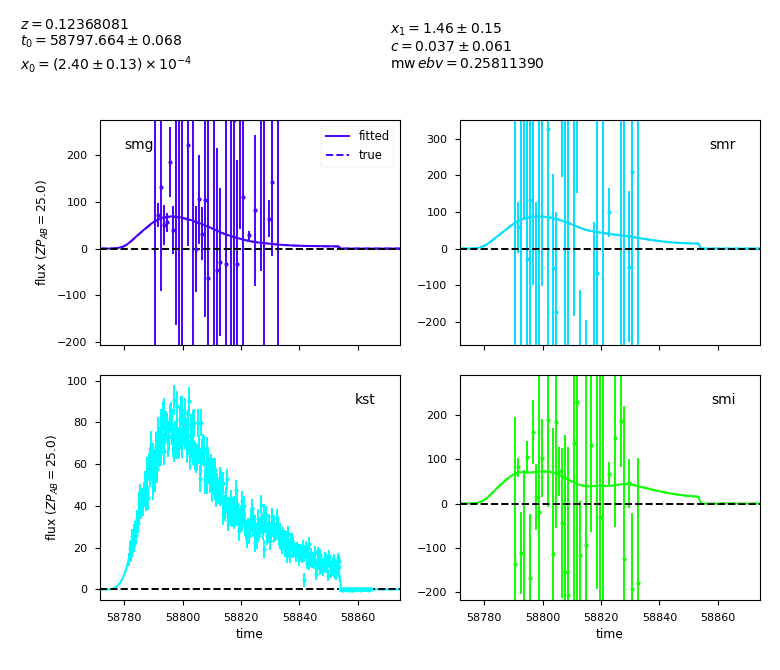 z = 0.12368081
t₀ = 58797.664 ± 0.068
x₀ = (2.40 ± 0.13) × 10⁻⁴
x₁ = 1.46 ± 0.15
c = 0.037 ± 0.061
mw ebv = 0.25811390
smg
fitted
true
200
100
0
−100
−200
flux (ZP_AB = 25.0)
smr
300
200
100
0
−100
−200
kst
100
80
60
40
20
0
flux (ZP_AB = 25.0)
58780 58800 58820 58840 58860
time
smi
200
100
0
−100
−200
58780 58800 58820 58840 58860
time